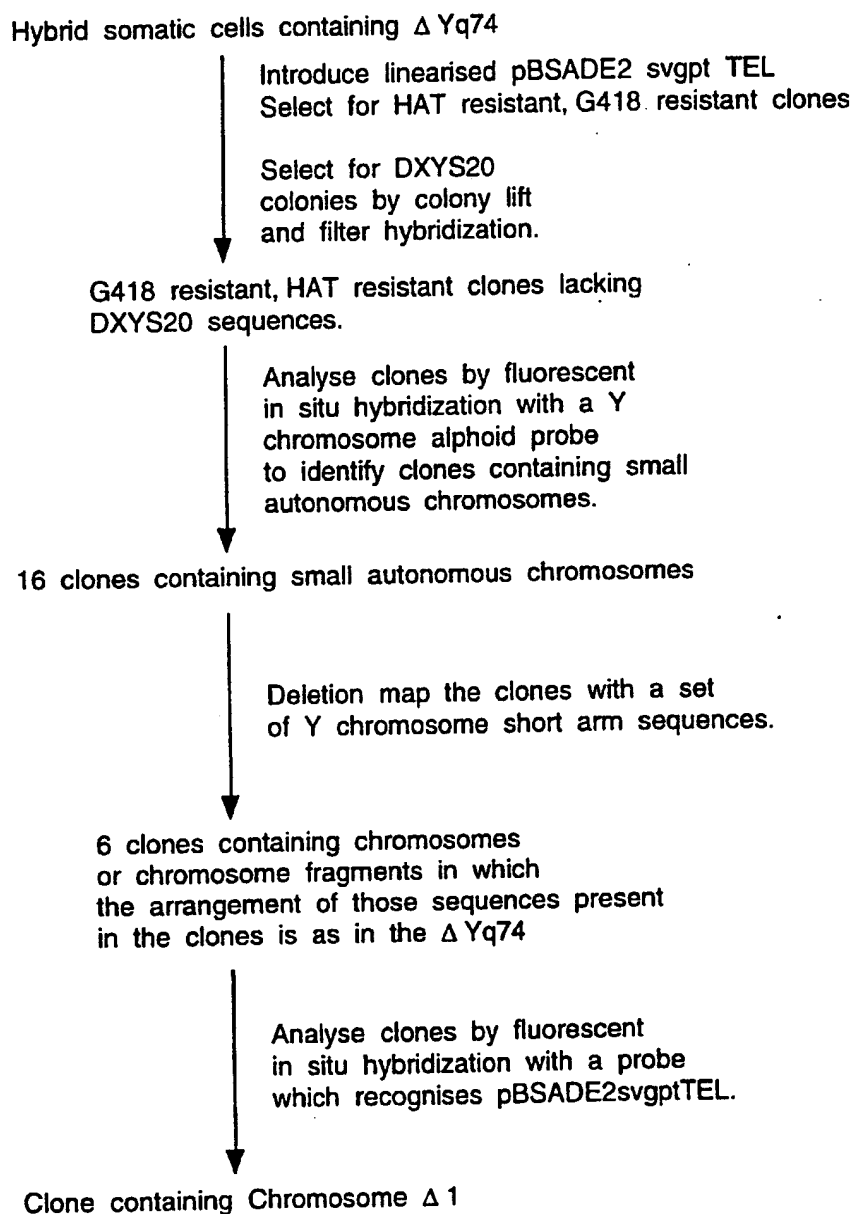 Hybrid somatic cells containing Δ Yq74
Introduce linearised pBSADE2 svgpt TEL
Select for HAT resistant, G418 resistant clones
Select for DXYS20
colonies by colony lift
and filter hybridization.
G418 resistant, HAT resistant clones lacking
DXYS20 sequences.
Analyse clones by fluorescent
in situ hybridization with a Y
chromosome alphoid probe
to identify clones containing small
autonomous chromosomes.
16 clones containing small autonomous chromosomes
Deletion map the clones with a set
of Y chromosome short arm sequences.
6 clones containing chromosomes
or chromosome fragments in which
the arrangement of those sequences present
in the clones is as in the Δ Yq74
Analyse clones by fluorescent
in situ hybridization with a probe
which recognises pBSADE2svgptTEL.
Clone containing Chromosome Δ 1